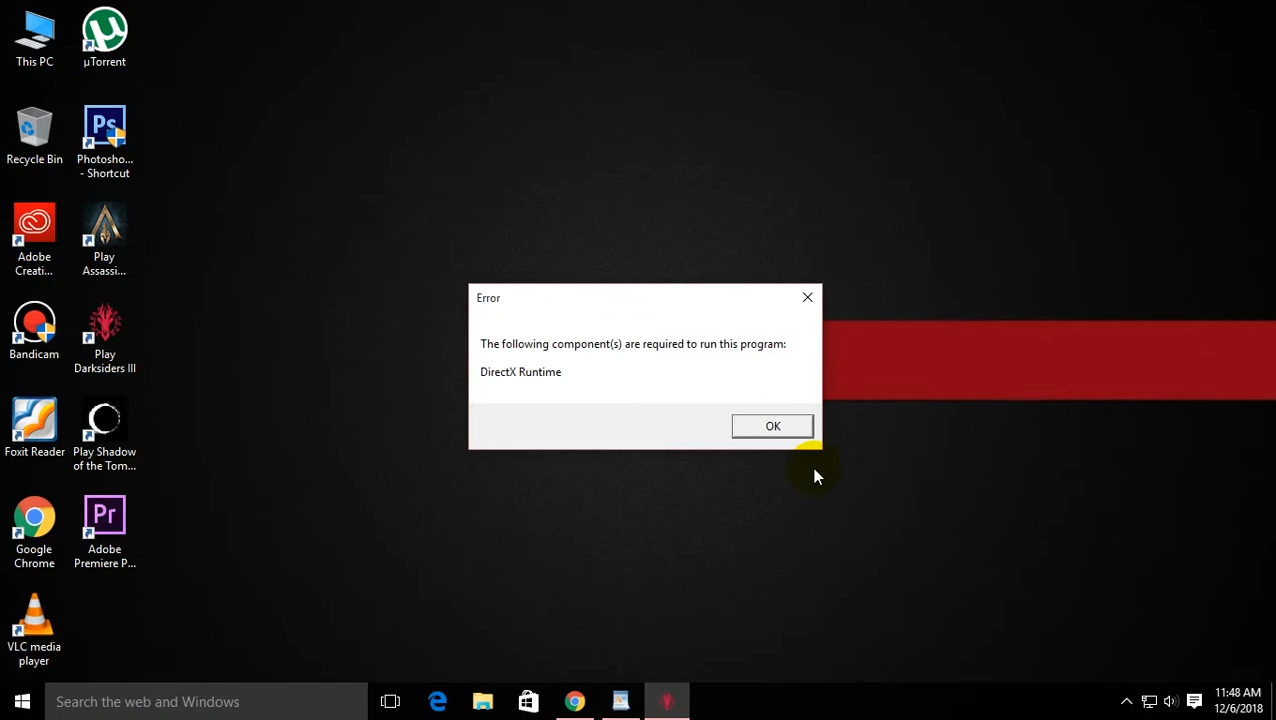 This PC
µTorrent
Recycle Bin
Photosho...
- Shortcut
Adobe
Creati...
Play
Assassi...
Bandicam
Play
Darksiders III
Foxit Reader
Play Shadow
of the Tom...
Google
Chrome
Adobe
Premiere P...
VLC media
player
Ps
Pr
Error
The following component(s) are required to run this program:
DirectX Runtime
OK
Search the web and Windows
11:48 AM
12/6/2018